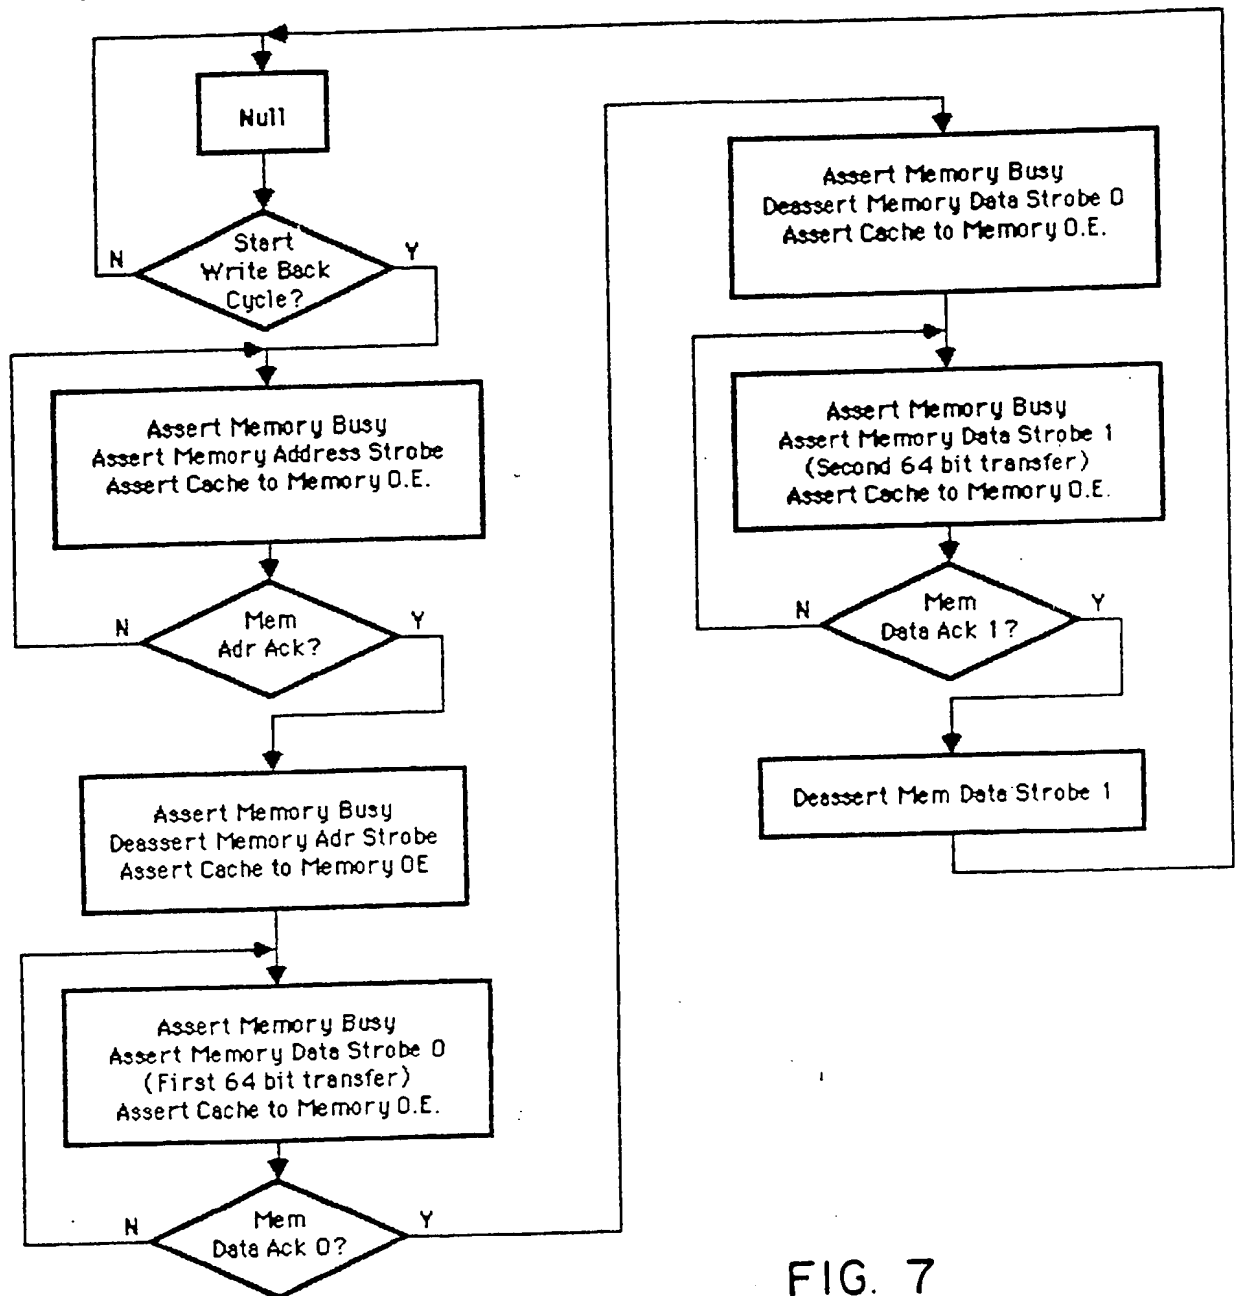 Null
Start
Write Back
Cycle?
N
Y
Assert Memory Busy
Assert Memory Address Strobe
Assert Cache to Memory O.E.
Mem
Adr Ack?
N
Y
Assert Memory Busy
Deassert Memory Adr Strobe
Assert Cache to Memory OE
Assert Memory Busy
Assert Memory Data Strobe 0
(First 64 bit transfer)
Assert Cache to Memory O.E.
Mem
Data Ack 0?
N
Y
Assert Memory Busy
Deassert Memory Data Strobe 0
Assert Cache to Memory O.E.
Assert Memory Busy
Assert Memory Data Strobe 1
(Second 64 bit transfer)
Assert Cache to Memory O.E.
Mem
Data Ack 1?
N
Y
Deassert Mem Data Strobe 1
FIG. 7